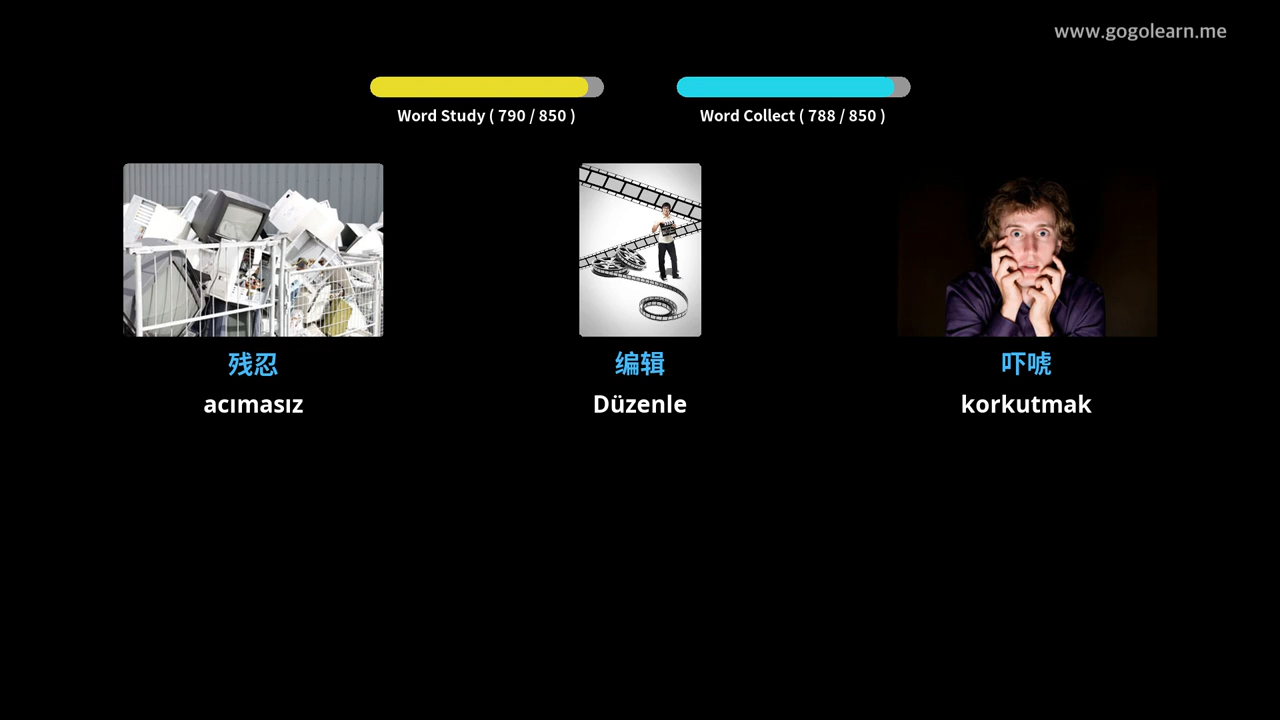 www.gogolearn.me
Word Study ( 790 / 850 )
Word Collect ( 788 / 850 )
残忍
编辑
吓唬
acımasız
Düzenle
korkutmak